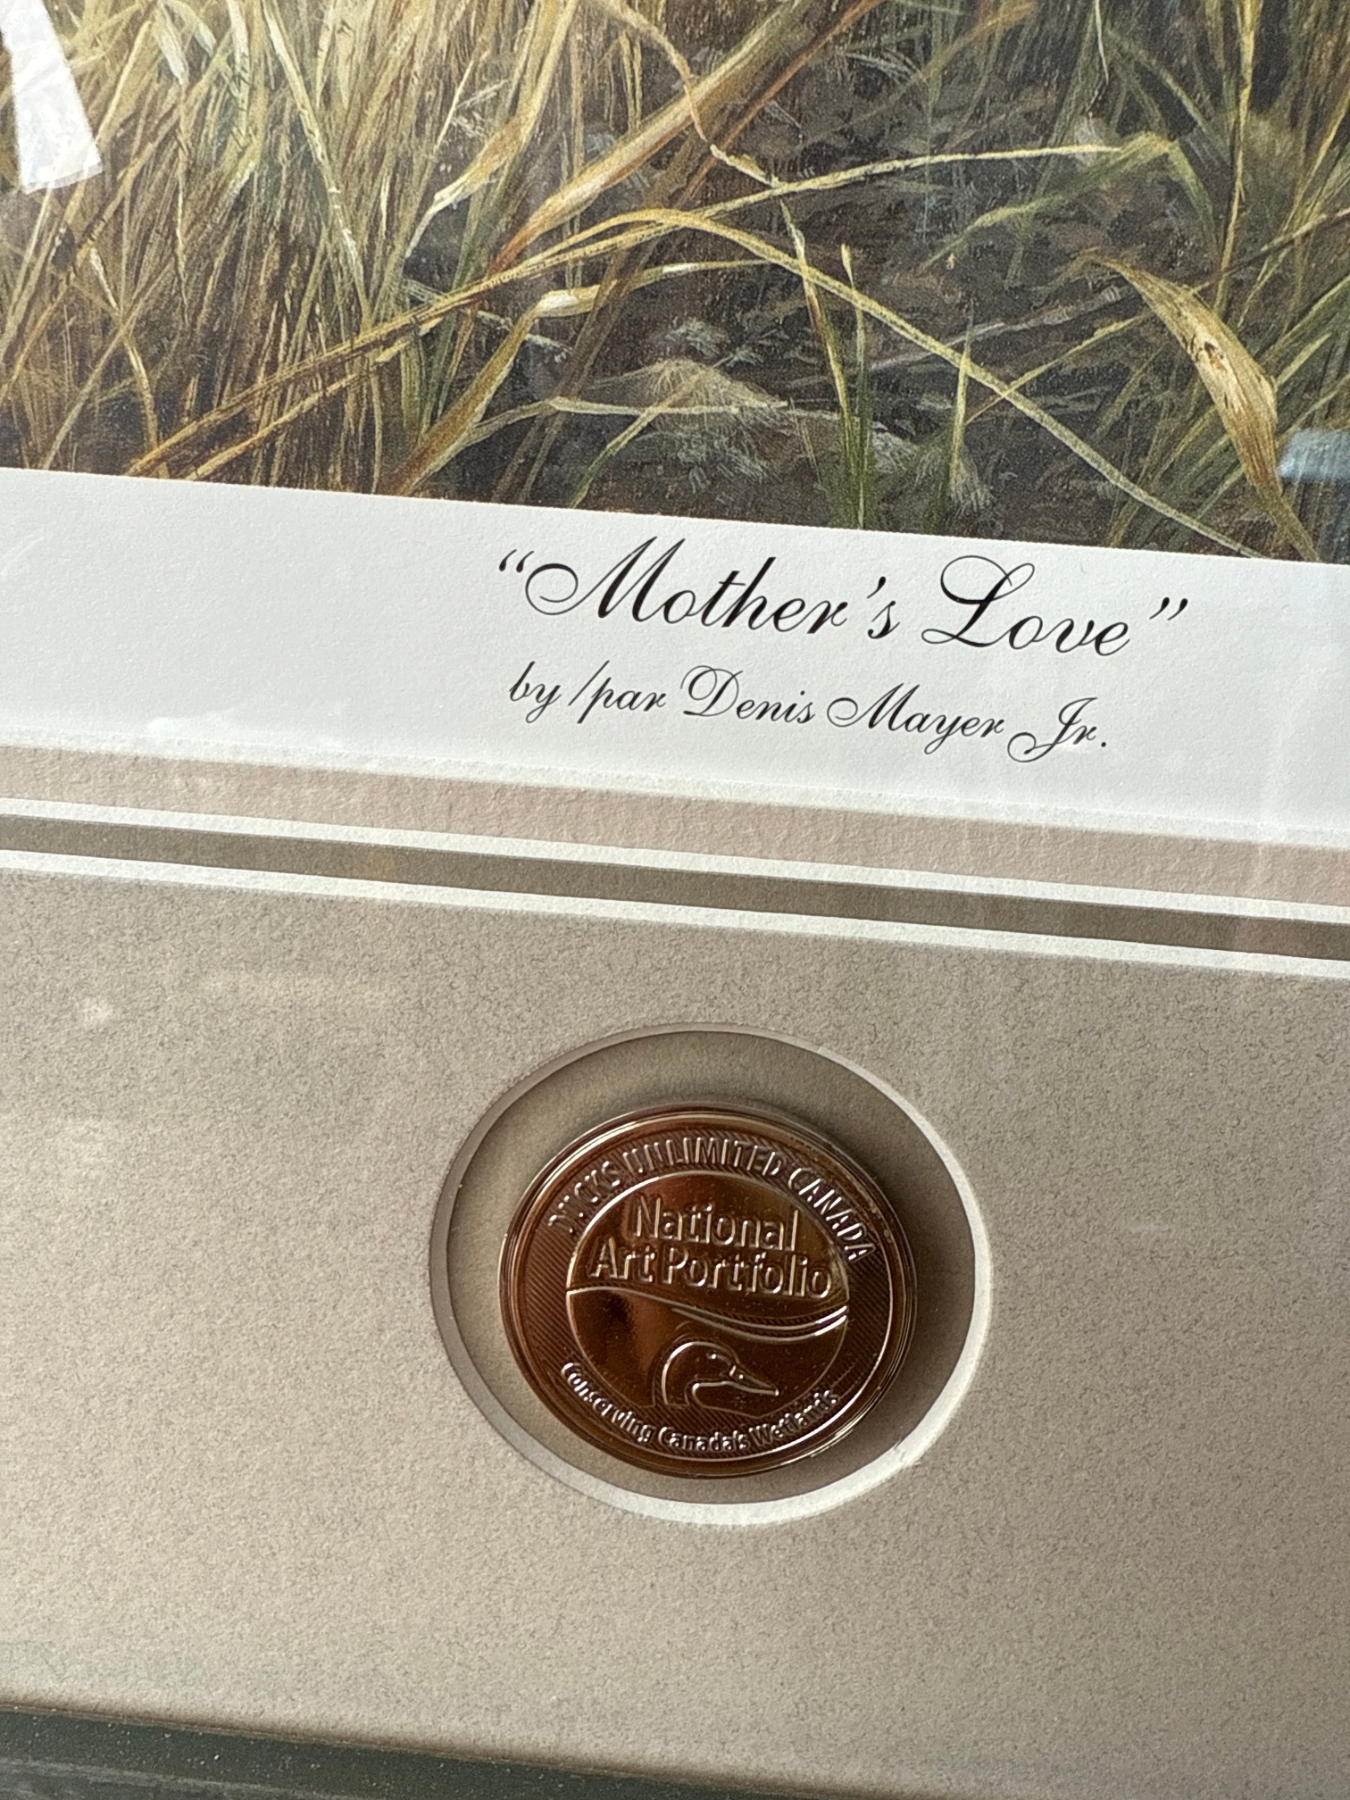 “Mother’s Love”
by/par Denis Mayer Jr.
DUCKS UNLIMITED CANADA
National
Art Portfolio
Conserving Canada's Wetlands